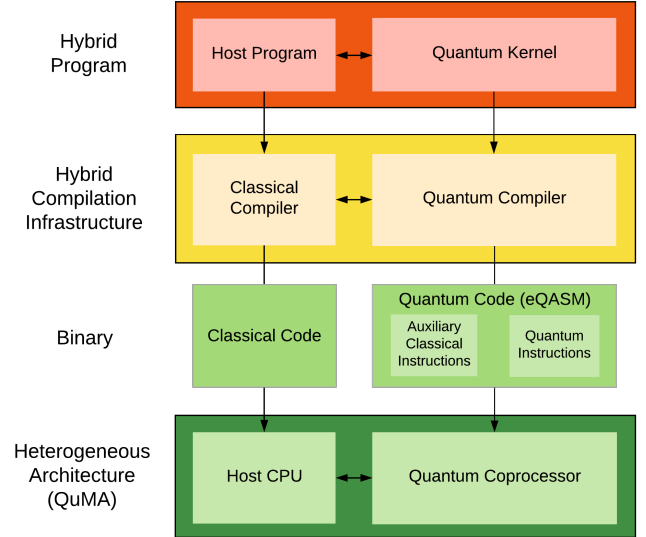 Hybrid
Program
Host Program
Quantum Kernel
Hybrid
Compilation
Infrastructure
Classical
Compiler
Quantum Compiler
Binary
Classical Code
Quantum Code (eQASM)
Auxiliary
Classical
Instructions
Quantum
Instructions
Heterogeneous
Architecture
(QuMA)
Host CPU
Quantum Coprocessor